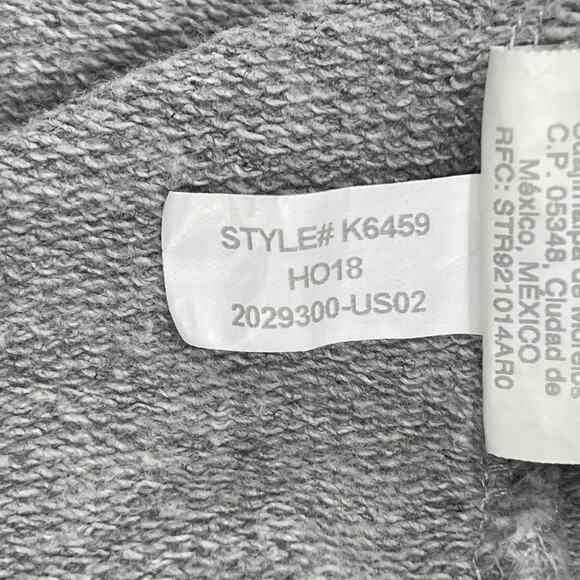 STYLE# K6459
HO18
2029300-US02
C.P. 05348, Ciudad de
México, MÉXICO
RFC: STR921014AR0